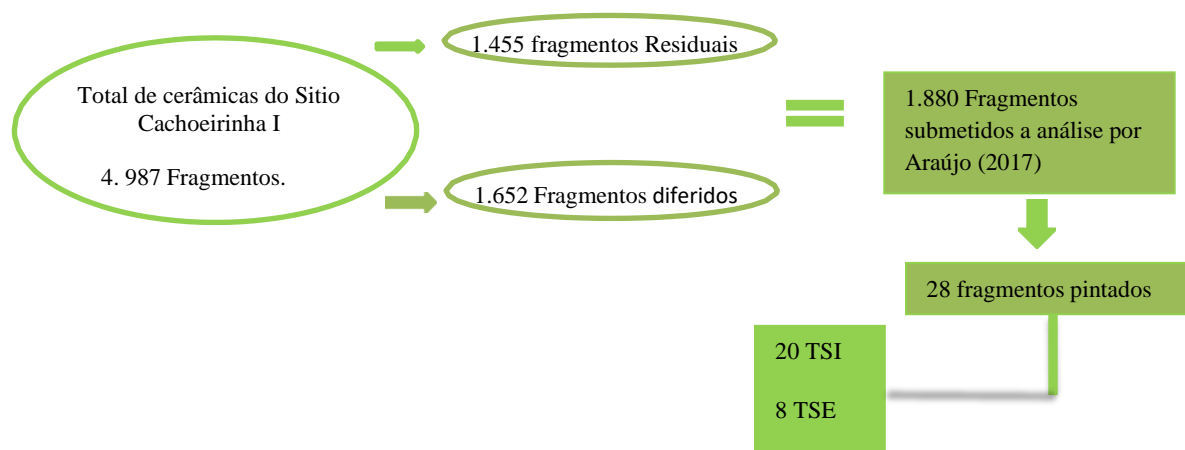 Total de cerâmicas do Sitio
Cachoeirinha I
4. 987 Fragmentos.
1.455 fragmentos Residuais
1.652 Fragmentos diferidos
1.880 Fragmentos
submetidos a análise por
Araújo (2017)
28 fragmentos pintados
20 TSI
8 TSE